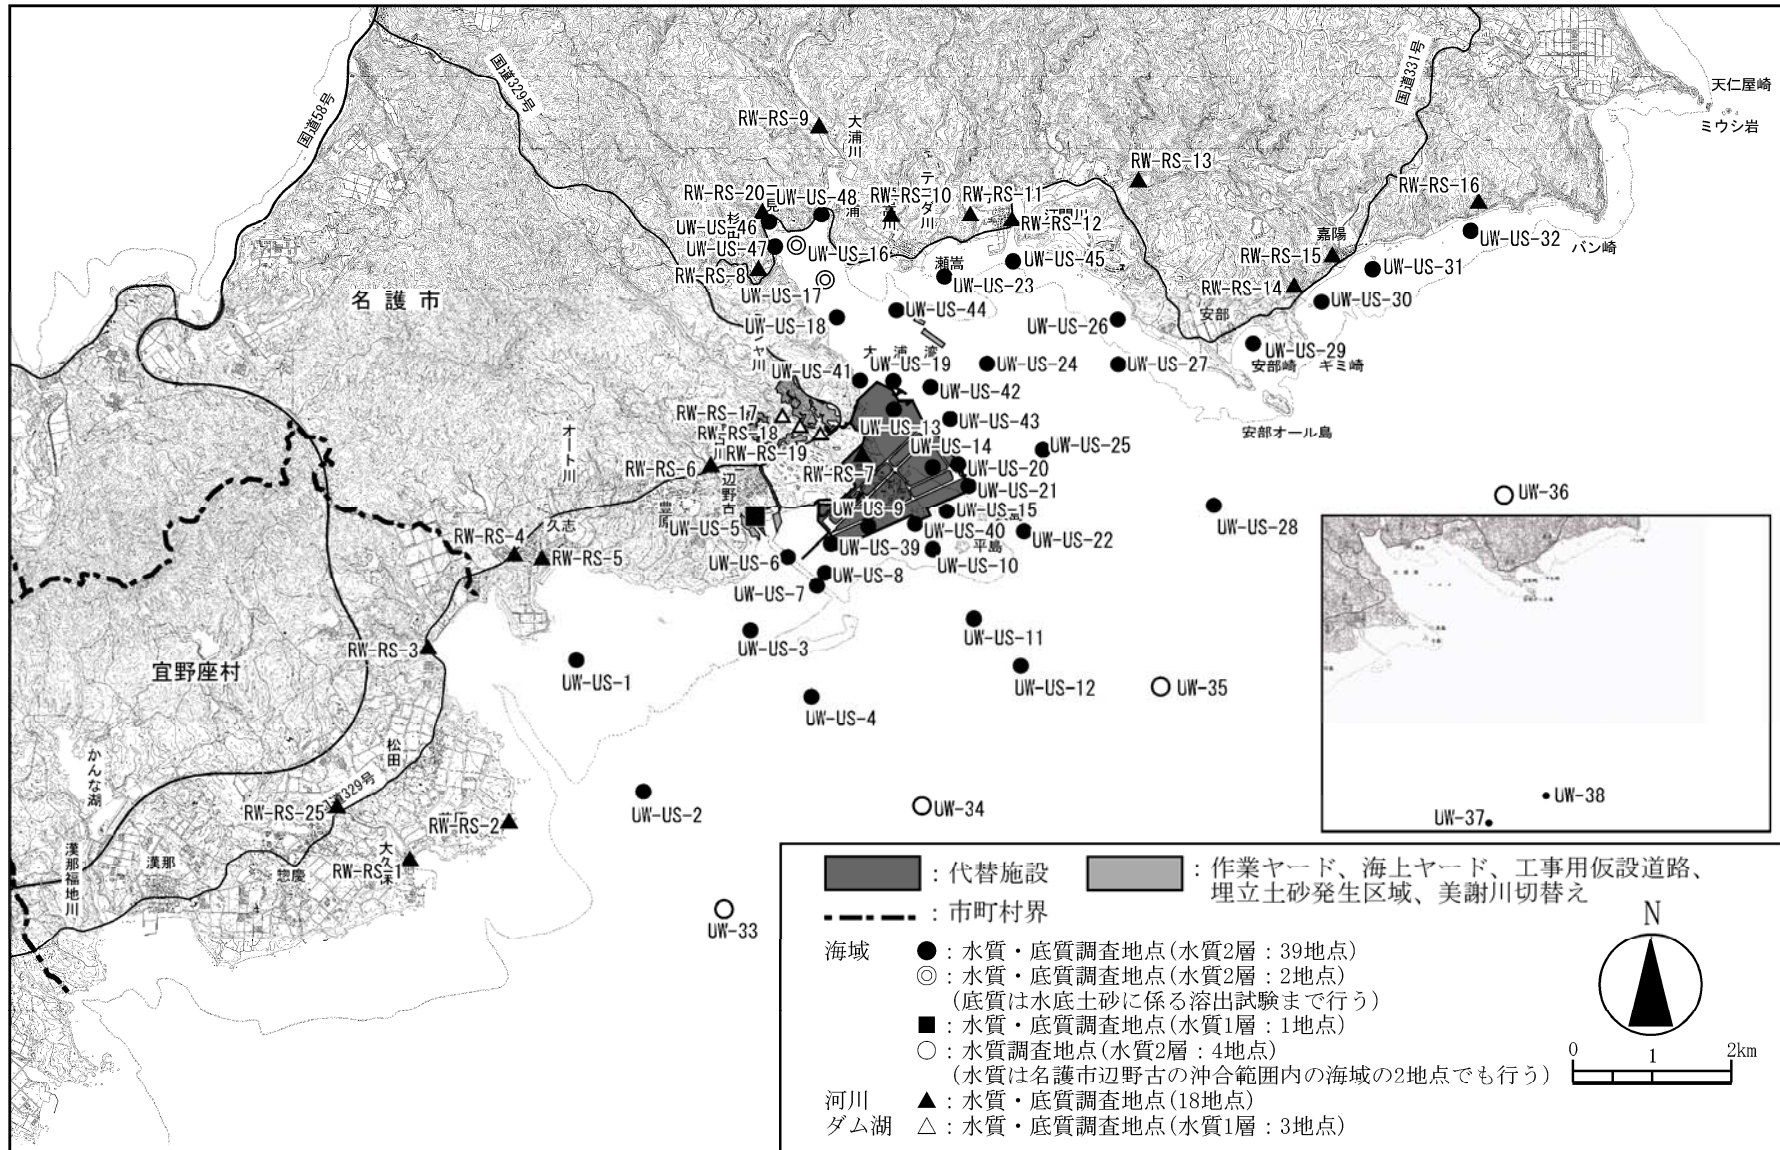 国道58号
国道329号
国道331号
天仁屋崎
ミウシ岩
RW-RS-9
大浦川
RW-RS-13
RW-RS-16
RW-RS-20
UW-US-48
RW-RS-10
テニダ川
RW-RS-11
UW-US-46
RW-RS-12
UW-US-47
UW-US-16
RW-RS-8
瀬嵩
UW-US-45
UW-US-23
嘉陽
RW-RS-15
UW-US-32
バン崎
UW-US-31
RW-RS-14
UW-US-30
名護市
UW-US-17
UW-US-18
UW-US-44
UW-US-26
安部
UW-US-29
安部崎
ギミ崎
大浦湾
UW-US-41
UW-US-19
UW-US-24
UW-US-27
UW-US-42
RW-RS-17
UW-US-13
UW-US-43
安部オール島
RW-RS-18
UW-US-14
UW-US-25
オート川
RW-RS-6
RW-RS-19
RW-RS-7
UW-US-20
辺野古
UW-US-21
UW-36
豊原
UW-US-5
UW-US-9
UW-US-15
UW-US-28
久志
RW-RS-4
RW-RS-5
UW-US-40
UW-US-22
UW-US-39
平島
UW-US-6
UW-US-10
UW-US-8
UW-US-7
RW-RS-3
UW-US-3
UW-US-11
宜野座村
UW-US-1
UW-US-12
UW-35
UW-US-4
松田
かんな湖
国道329号
RW-RS-25
UW-US-2
UW-34
RW-RS-2
UW-38
UW-37
漢那福地川
漢那
惣慶
大久保
RW-RS-1
UW-33
：代替施設
：作業ヤード、海上ヤード、工事用仮設道路、
埋立土砂発生区域、美謝川切替え
：市町村界
海域 ●：水質・底質調査地点(水質2層：39地点)
◎：水質・底質調査地点(水質2層：2地点)
(底質は水底土砂に係る溶出試験まで行う)
■：水質・底質調査地点(水質1層：1地点)
○：水質調査地点(水質2層：4地点)
(水質は名護市辺野古の沖合範囲内の海域の2地点でも行う)
河川 ▲：水質・底質調査地点(18地点)
ダム湖 △：水質・底質調査地点(水質1層：3地点)
N
0 1 2km